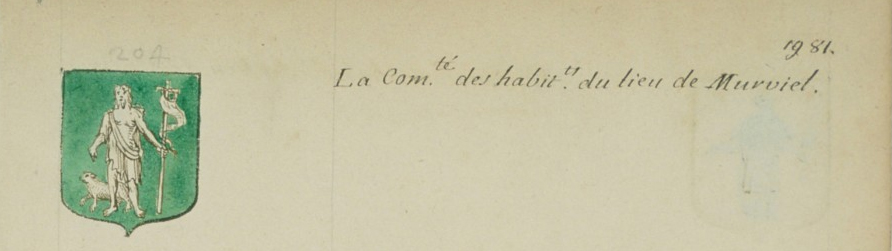 204
1981.
La Com.té des habit.ts du lieu de Murviel.